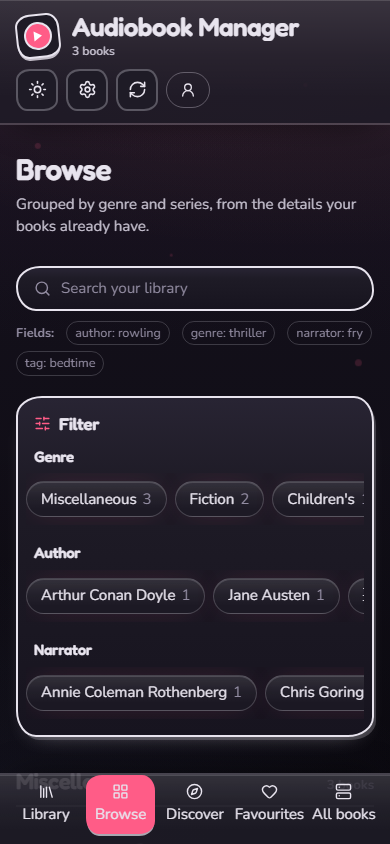 Audiobook Manager
3 books
Browse
Grouped by genre and series, from the details your
books already have.
Search your library
Fields: author: rowling genre: thriller narrator: fry
tag: bedtime
Filter
Genre
Miscellaneous 3 Fiction 2 Children's
Author
Arthur Conan Doyle 1 Jane Austen 1
Narrator
Annie Coleman Rothenberg 1 Chris Goring
3 books
Library Browse Discover Favourites All books